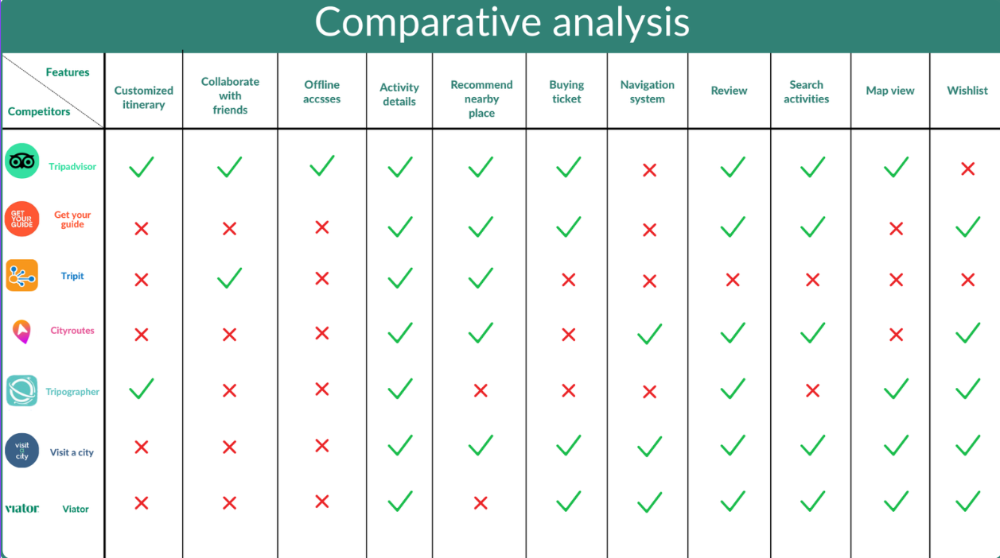 Comparative analysis
Features
Competitors
Customized
itinerary
Collaborate
with
friends
Offline
accsses
Activity
details
Recommend
nearby
place
Buying
ticket
Navigation
system
Review
Search
activities
Map view
Wishlist
Tripadvisor
GET
YOUR
GUIDE
Get your
guide
Tripit
Cityroutes
Tripographer
visit
a
city
Visit a city
viator
Viator